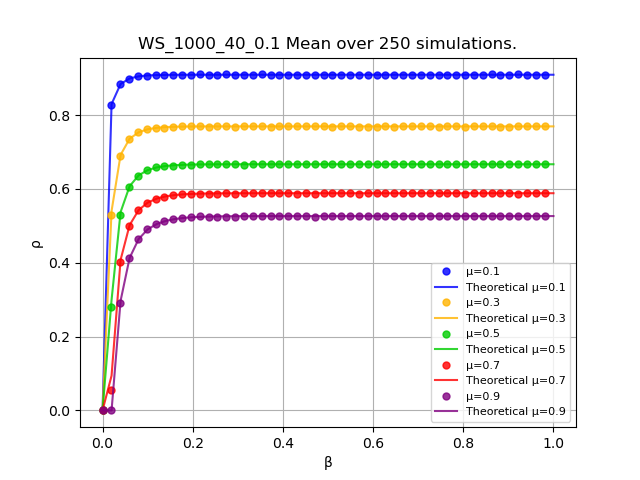 WS_1000_40_0.1 Mean over 250 simulations.
ρ
0.8
0.6
0.4
0.2
0.0
0.0 0.2 0.4 0.6 0.8 1.0
β
μ=0.1
Theoretical μ=0.1
μ=0.3
Theoretical μ=0.3
μ=0.5
Theoretical μ=0.5
μ=0.7
Theoretical μ=0.7
μ=0.9
Theoretical μ=0.9